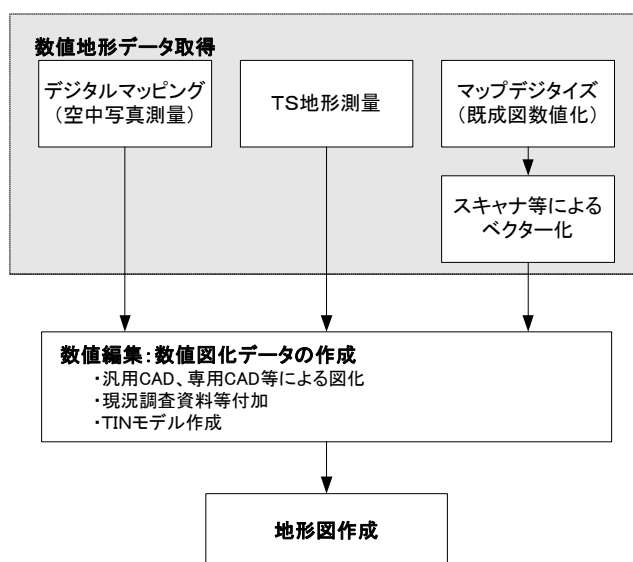 数値地形データ取得
デジタルマッピング
（空中写真測量）
TS地形測量
マップデジタイズ
（既成図数値化）
スキャナ等による
ベクター化
数値編集：数値図化データの作成
・汎用CAD、専用CAD等による図化
・現況調査資料等付加
・TINモデル作成
地形図作成